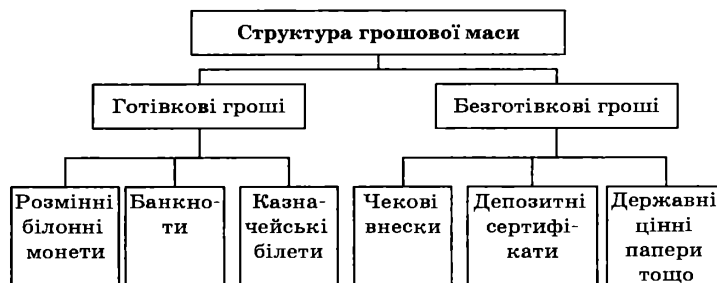 Структура грошової маси
Готівкові гроші
Безготівкові гроші
Розмінні
білонні
монети
Банкно-
ти
Казна-
чейські
білети
Чекові
внески
Депозитні
сертифі-
кати
Державні
цінні
папери
тощо